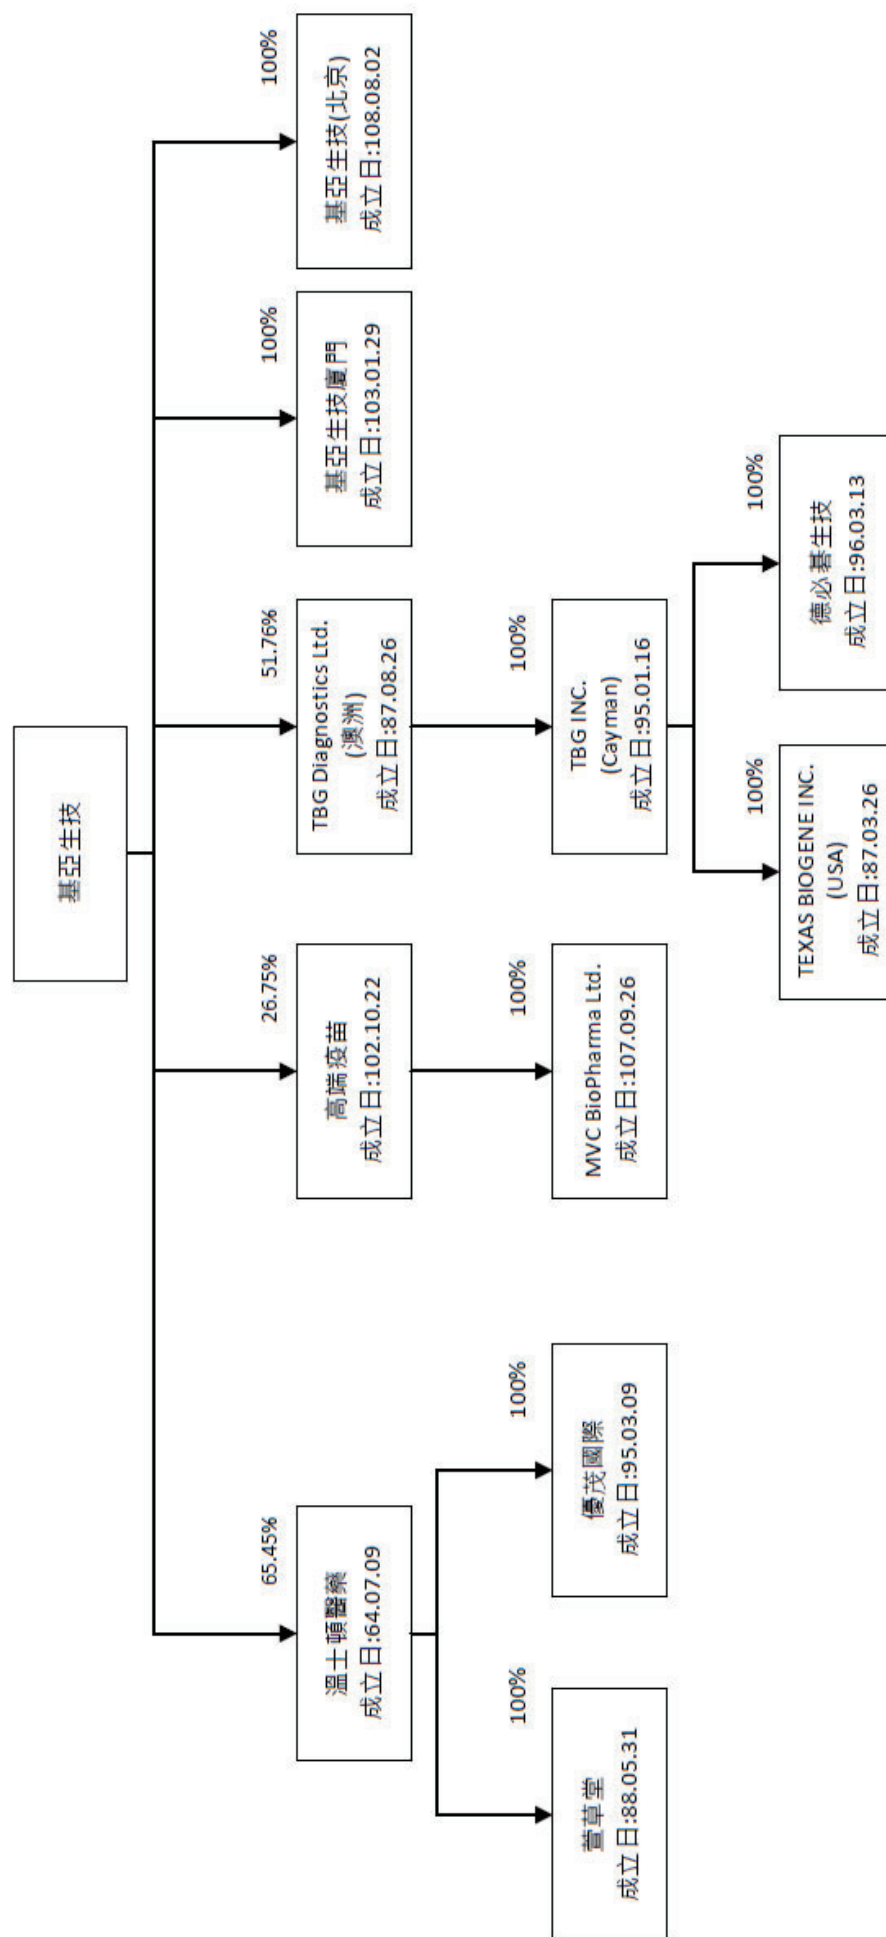 基亞生技
65.45%
溫士頓醫藥
成立日:64.07.09
26.75%
高端疫苗
成立日:102.10.22
51.76%
TBG Diagnostics Ltd.
(澳洲)
成立日:87.08.26
100%
基亞生技廈門
成立日:103.01.29
100%
基亞生技(北京)
成立日:108.08.02
100%
萱草堂
成立日:88.05.31
100%
優茂國際
成立日:95.03.09
100%
MVC BioPharma Ltd.
成立日:107.09.26
100%
TBG INC.
(Cayman)
成立日:95.01.16
100%
TEXAS BIOGENE INC.
(USA)
成立日:87.03.26
100%
德必碁生技
成立日:96.03.13